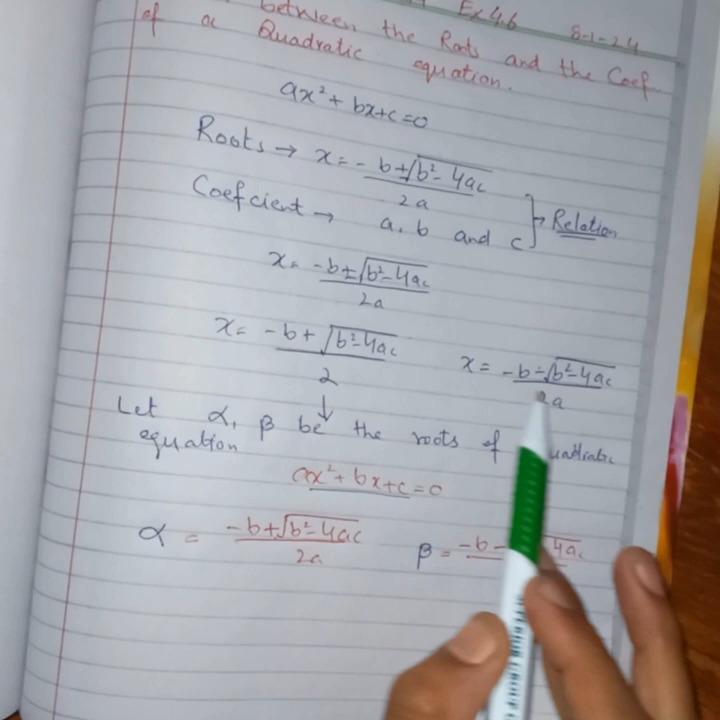 Ex 4.6 8-1-24
between the Roots and the Coef
of a Quadratic equation.
ax² + bx+c=0
Roots → x = -b±√b²-4ac / 2a
Coefcient → a, b and c } → Relation
x = -b±√b²-4ac / 2a
x = -b + √b²-4ac / 2 x = -b-√b²-4ac / 2a
Let α, β be the roots of
equation
ax² + bx+c=0
α = -b+√b²-4ac / 2a β = -b - 4ac